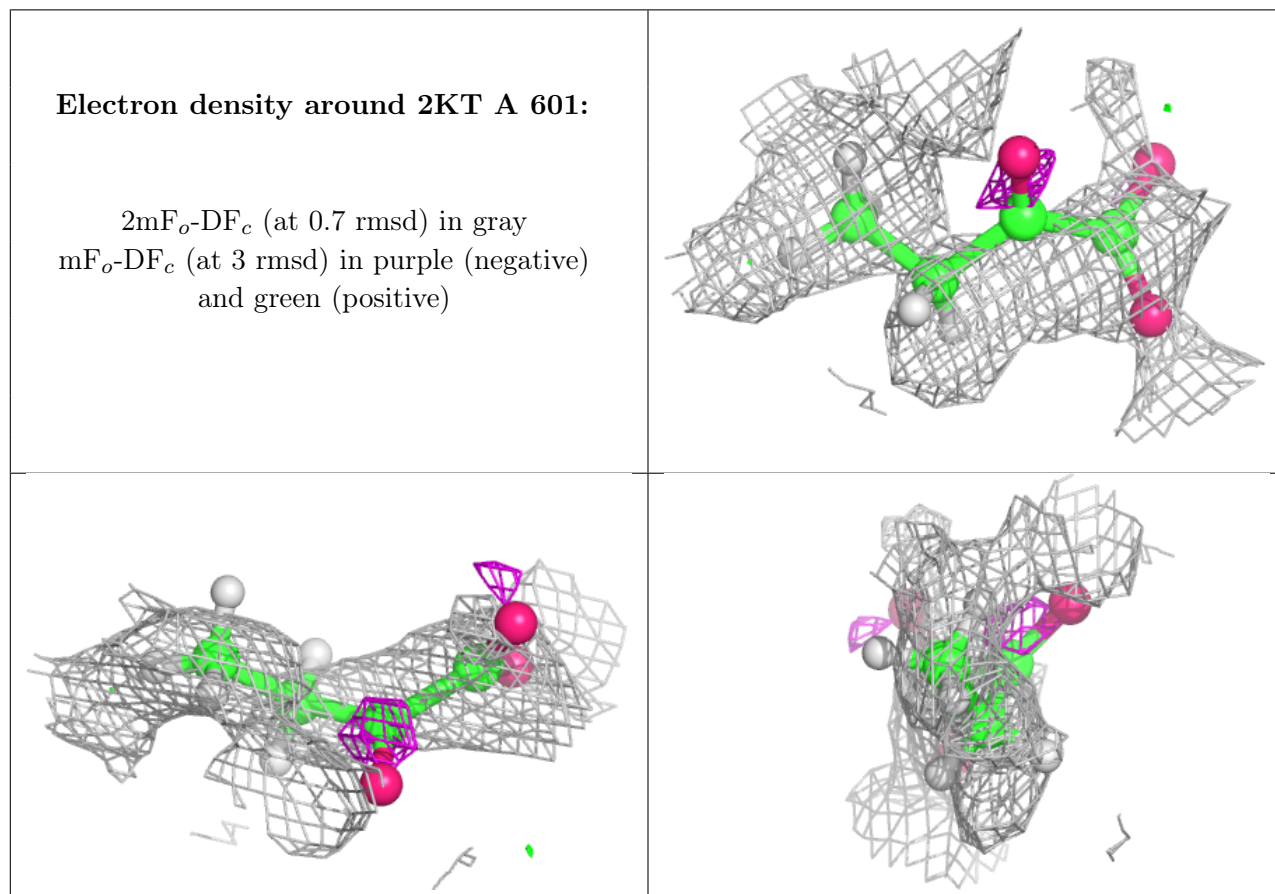 Electron density around 2KT A 601:
2mFo-DFc (at 0.7 rmsd) in gray
mFo-DFc (at 3 rmsd) in purple (negative)
and green (positive)